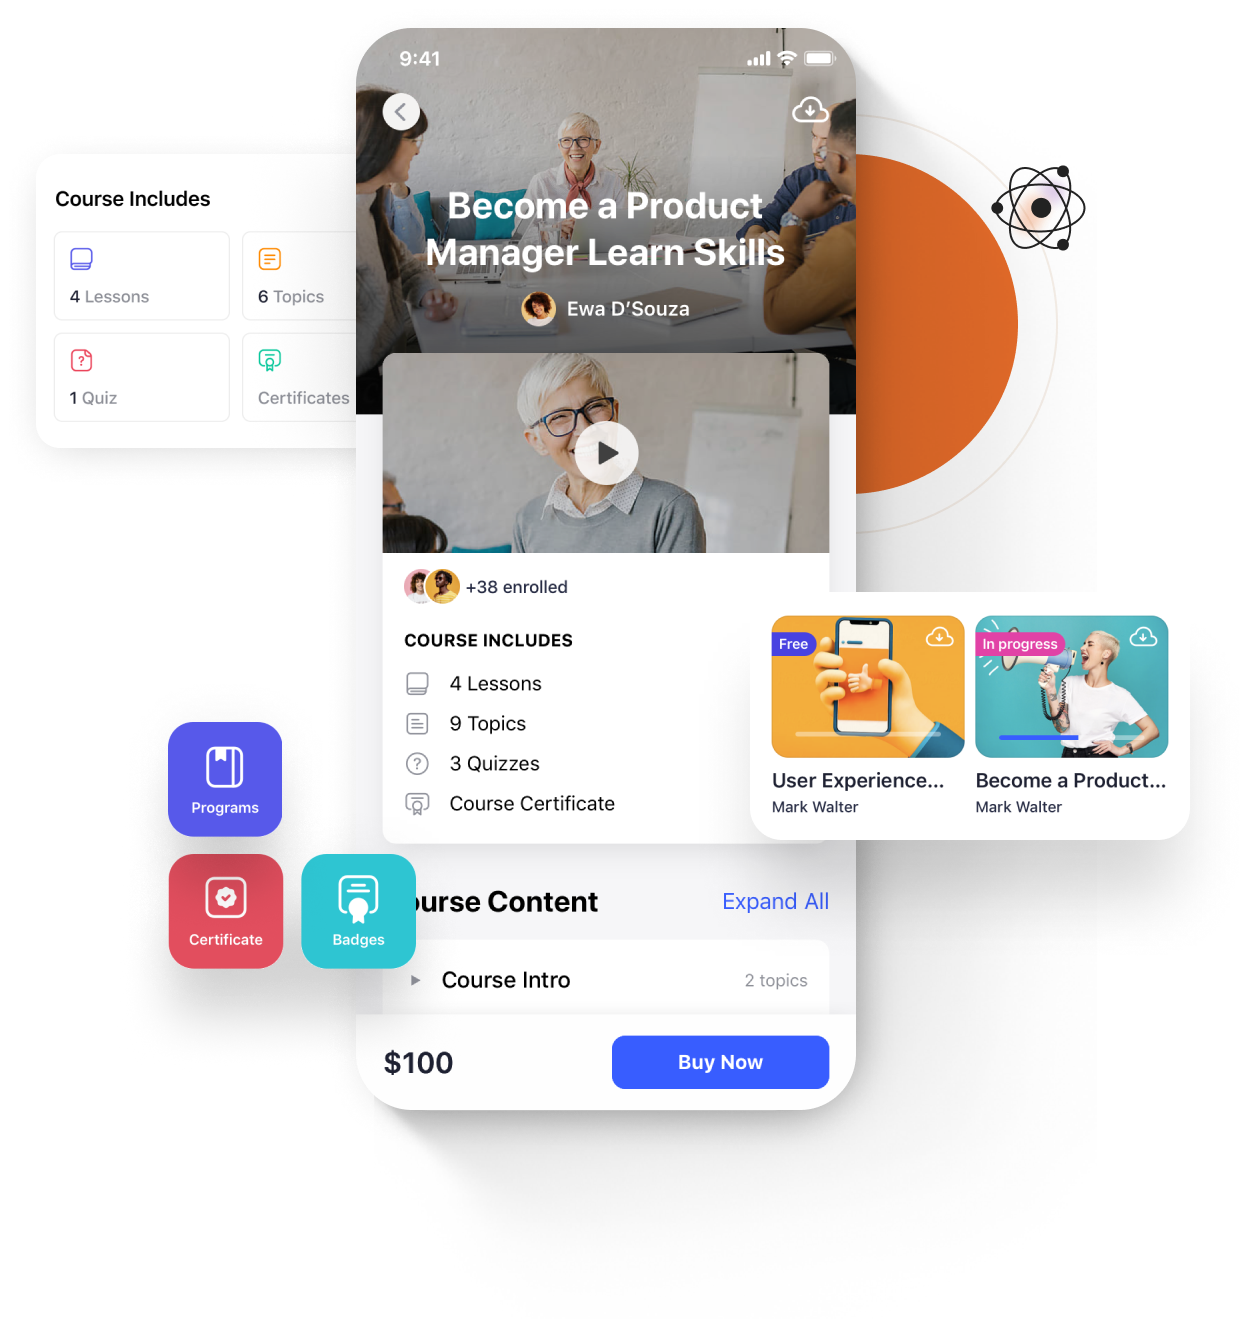 9:41
Become a Product
Manager Learn Skills
Ewa D’Souza
Course Includes
4 Lessons
6 Topics
1 Quiz
Certificates
+38 enrolled
COURSE INCLUDES
4 Lessons
9 Topics
3 Quizzes
Course Certificate
Free
In progress
User Experience...
Become a Product...
Mark Walter
Mark Walter
Programs
Certificate
Badges
ourse Content
Expand All
Course Intro
2 topics
$100
Buy Now